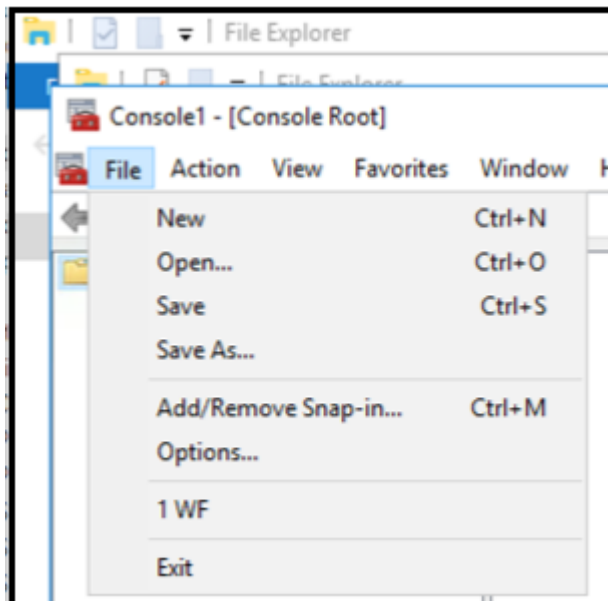 File Explorer
File Explorer
Console1 - [Console Root]
File Action View Favorites Window
New Ctrl+N
Open... Ctrl+O
Save Ctrl+S
Save As...
Add/Remove Snap-in... Ctrl+M
Options...
1 WF
Exit